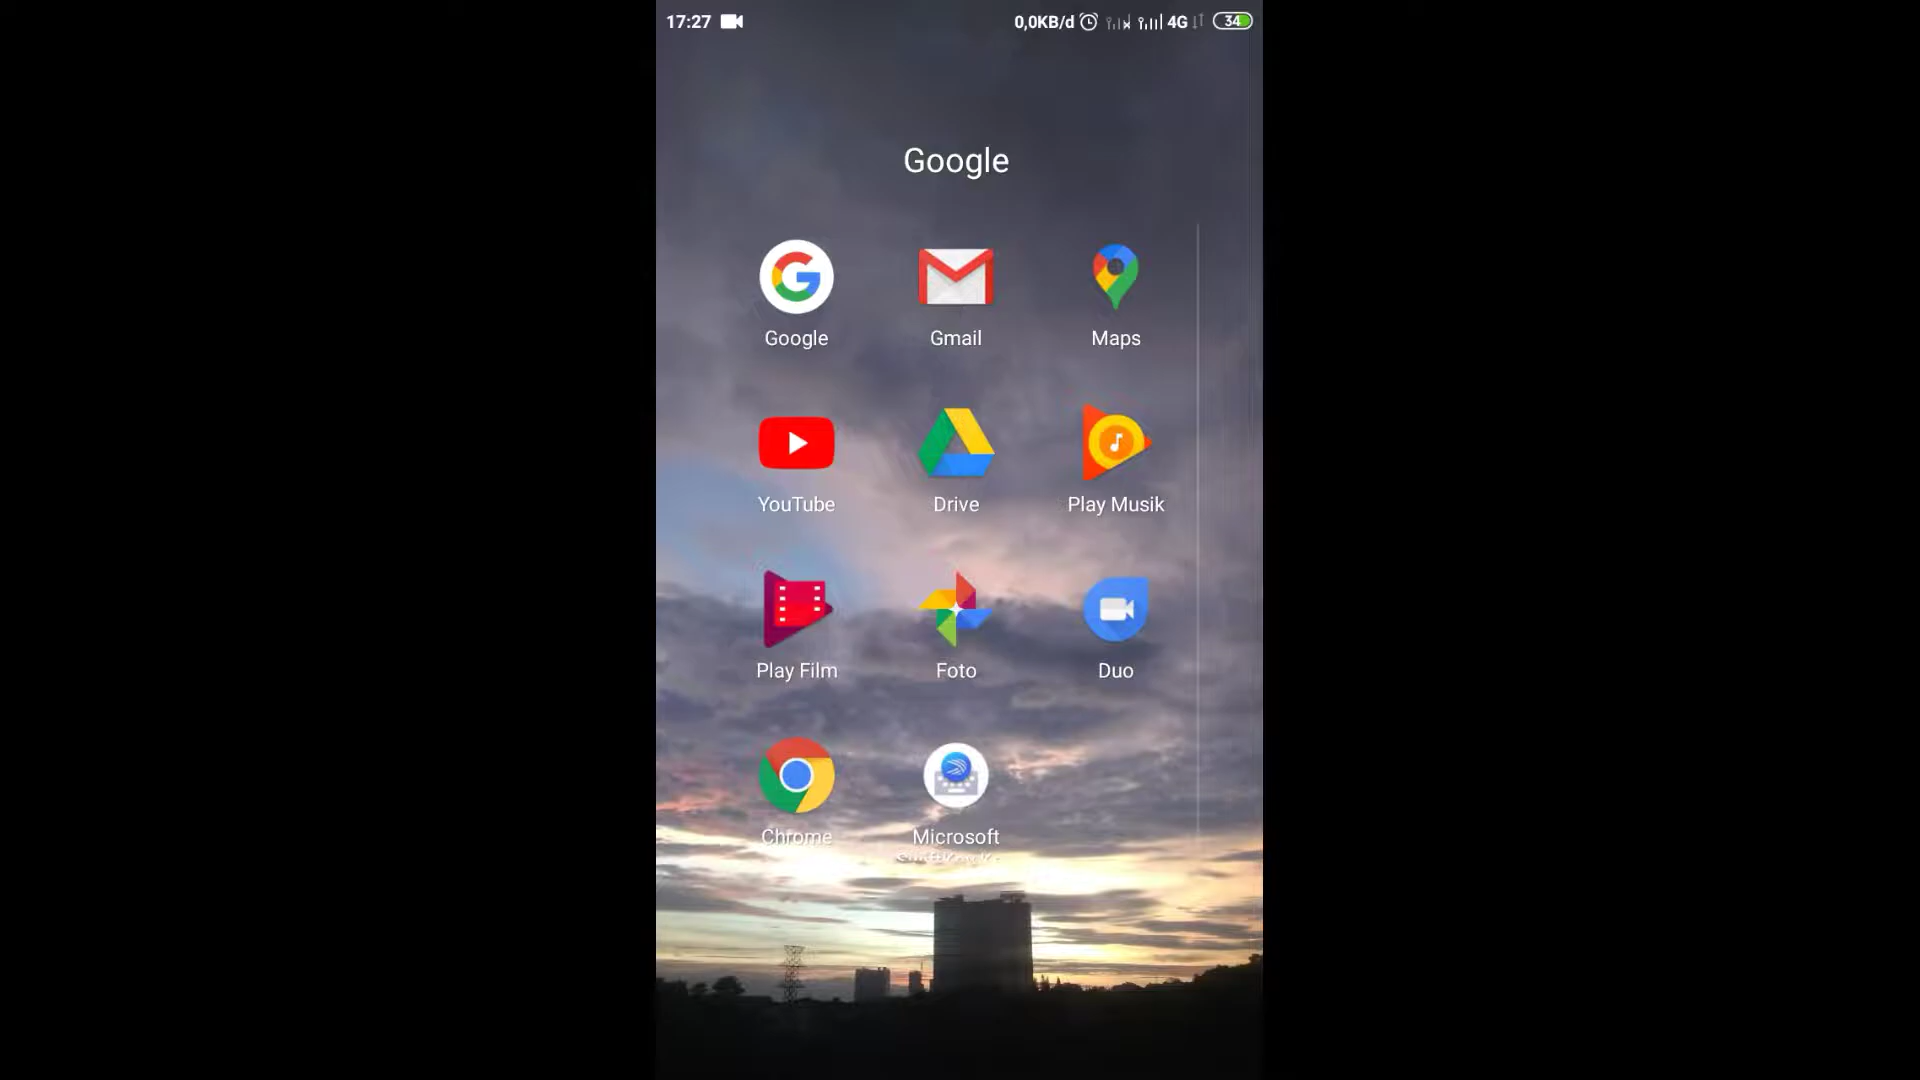 17:27 0,0KB/d 4G 34
Google
Google Gmail Maps
YouTube Drive Play Musik
Play Film Foto Duo
Chrome Microsoft